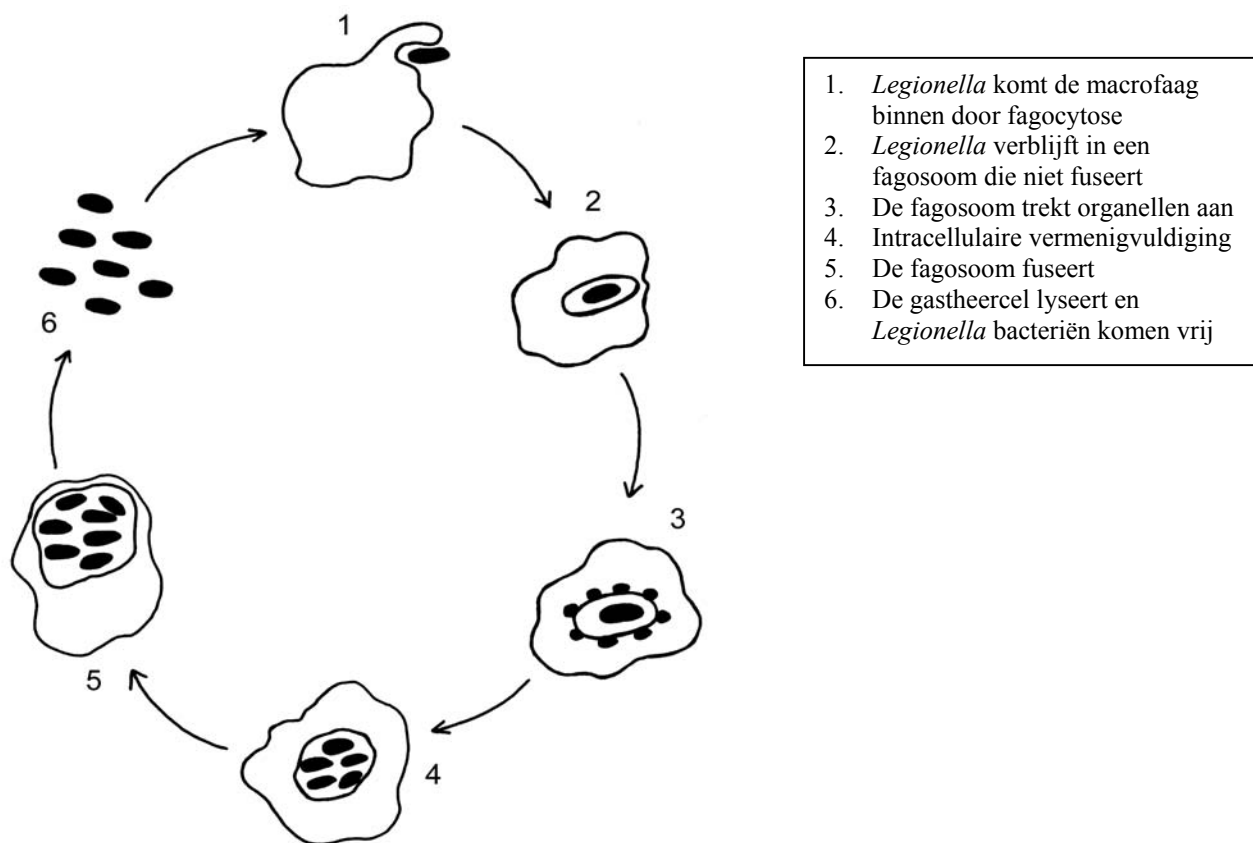 1
2
3
4
5
6
1. Legionella komt de macrofaag
binnen door fagocytose
2. Legionella verblijft in een
fagosoom die niet fuseert
3. De fagosoom trekt organellen aan
4. Intracellulaire vermenigvuldiging
5. De fagosoom fuseert
6. De gastheercel lyseert en
Legionella bacteriën komen vrij